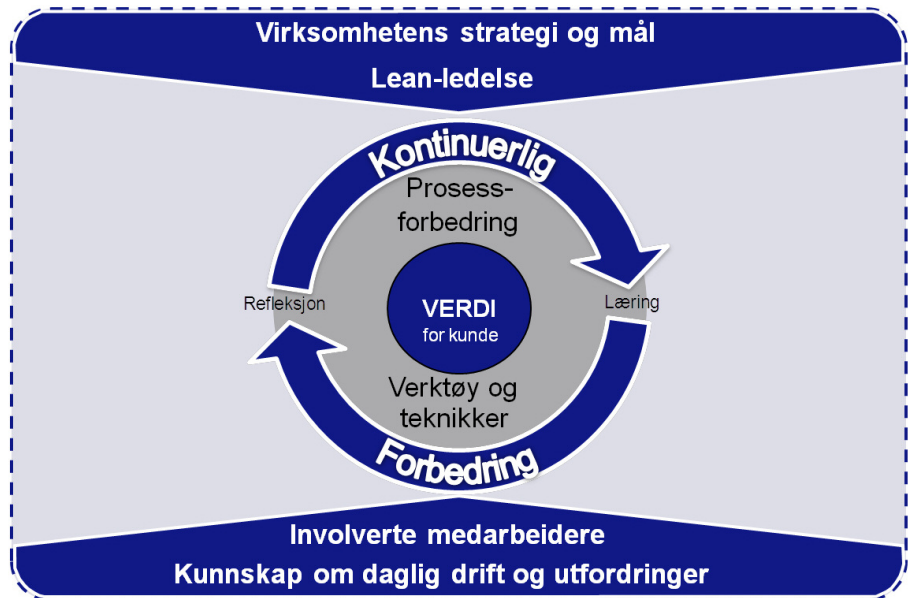 Virksomhetens strategi og mål
Lean-ledelse
Kontinuerlig
Prosess-
forbedring
Refleksjon
VERDI
for kunde
Læring
Verktøy og
teknikker
Forbedring
Involverte medarbeidere
Kunnskap om daglig drift og utfordringer